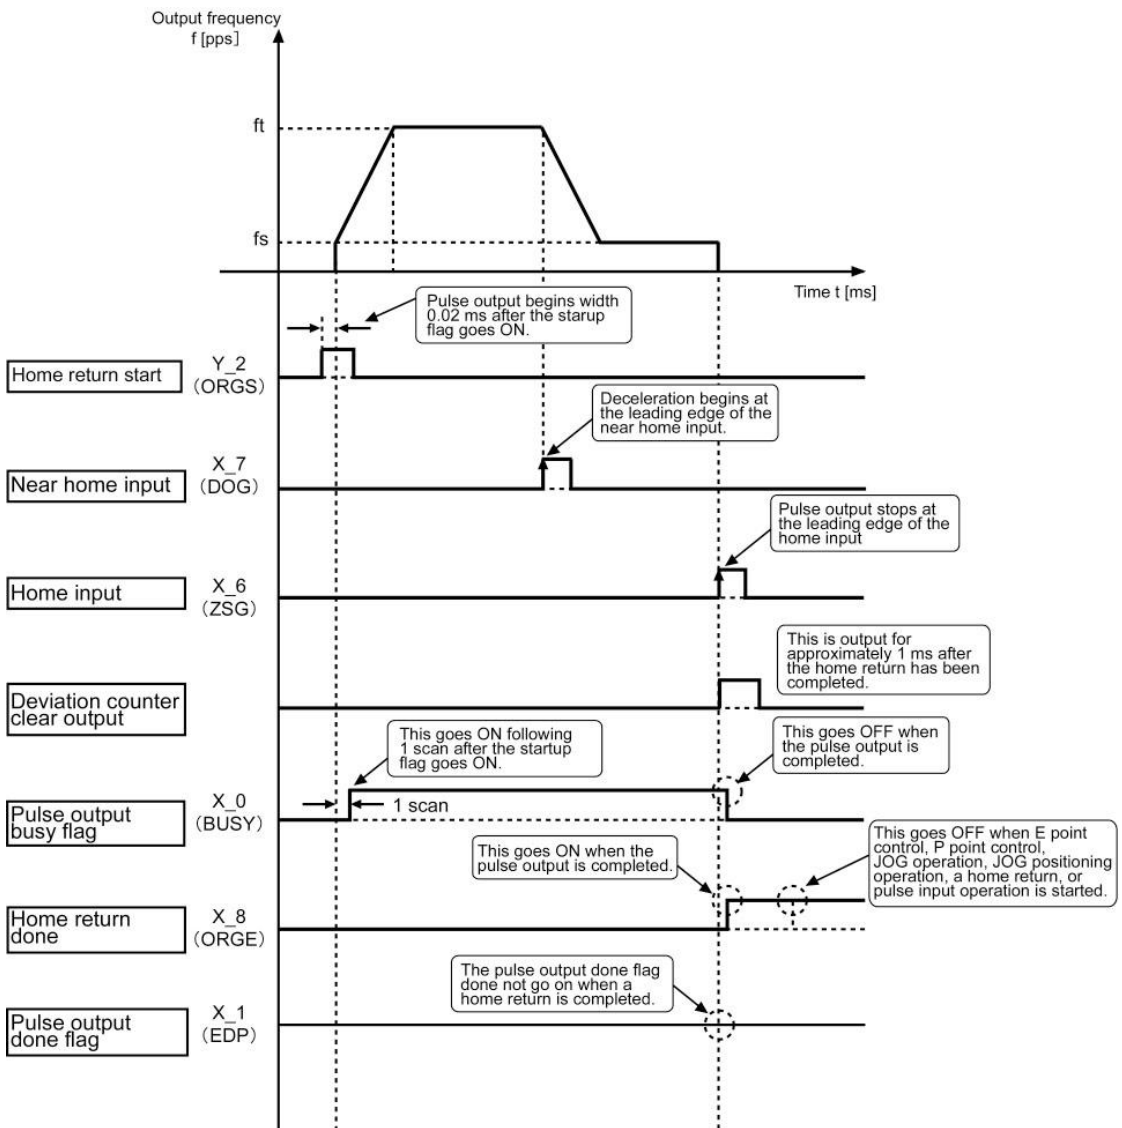 Output frequency
f [pps]
ft
fs
Time t [ms]
Pulse output begins width
0.02 ms after the starup
flag goes ON.
Home return start
Y_2
(ORGS)
Deceleration begins at
the leading edge of the
near home input.
Near home input
X_7
(DOG)
Pulse output stops at
the leading edge of the
home input
Home input
X_6
(ZSG)
This is output for
approximately 1 ms after
the home return has been
completed.
Deviation counter
clear output
This goes ON following
1 scan after the startup
flag goes ON.
This goes OFF when
the pulse output is
completed.
Pulse output
busy flag
X_0
(BUSY)
1 scan
This goes ON when the
pulse output is completed.
This goes OFF when E point
control, P point control,
JOG operation, JOG positioning
operation, a home return, or
pulse input operation is started.
Home return
done
X_8
(ORGE)
The pulse output done flag
done not go on when a
home return is completed.
Pulse output
done flag
X_1
(EDP)